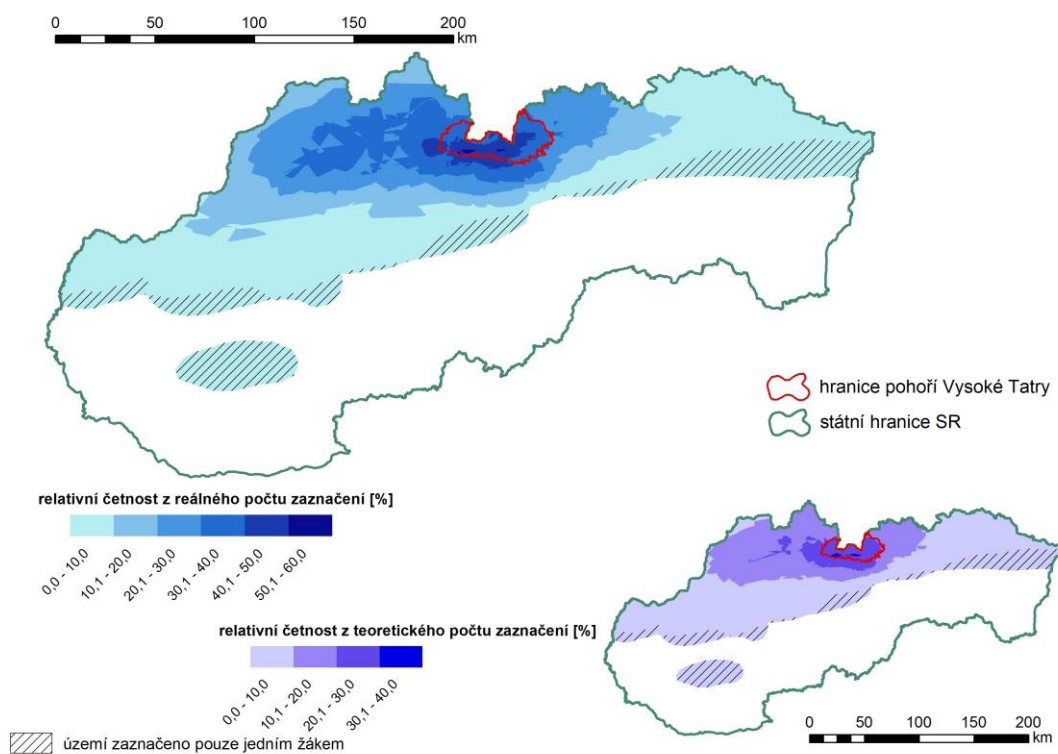 0 50 100 150 200
km
hranice pohoří Vysoké Tatry
státní hranice SR
relativní četnost z reálného počtu zaznačení [%]
0,0 - 10,0
10,1 - 20,0
20,1 - 30,0
30,1 - 40,0
40,1 - 50,0
50,1 - 60,0
relativní četnost z teoretického počtu zaznačení [%]
0,0 - 10,0
10,1 - 20,0
20,1 - 30,0
30,1 - 40,0
území zaznačeno pouze jedním žákem
0 50 100 150 200
km